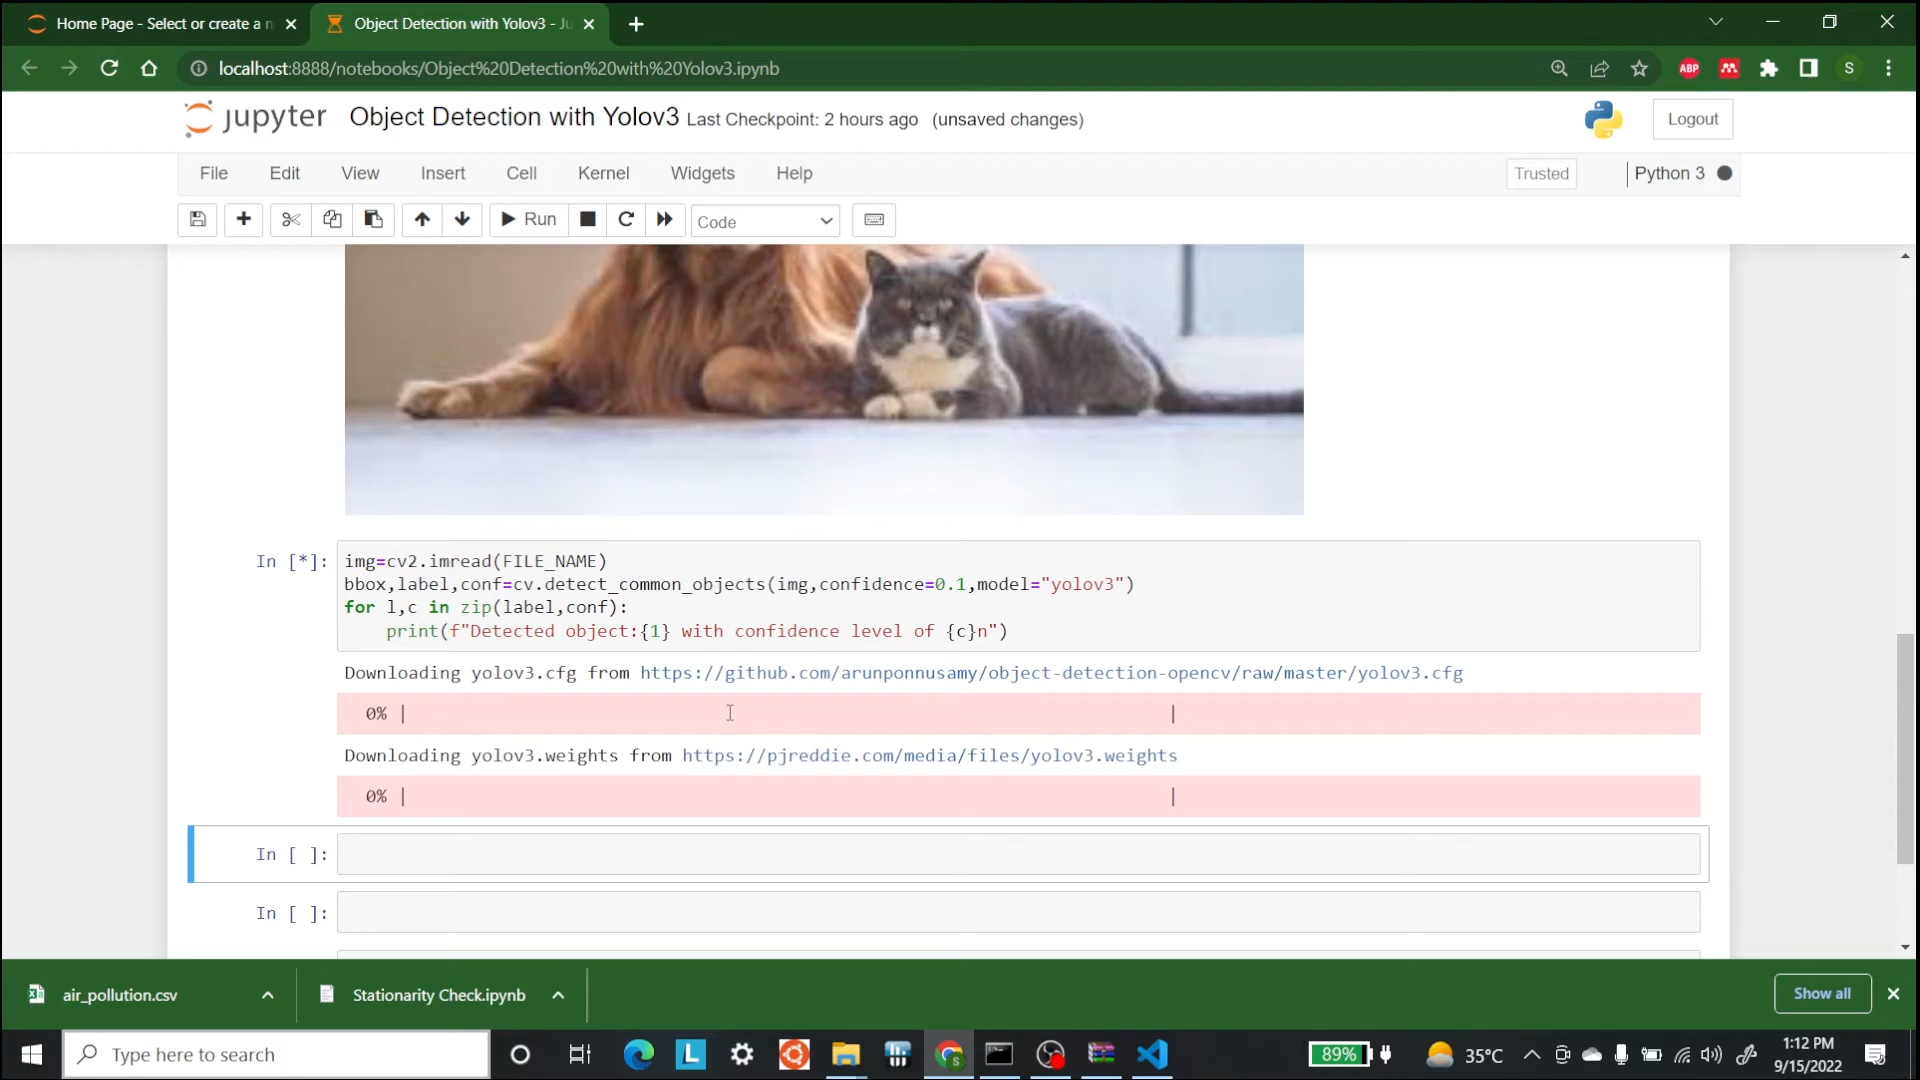 Home Page - Select or create a n
Object Detection with Yolov3 - Ju
localhost:8888/notebooks/Object%20Detection%20with%20Yolov3.ipynb
ABP
S
jupyter
Object Detection with Yolov3 Last Checkpoint: 2 hours ago (unsaved changes)
Logout
File Edit View Insert Cell Kernel Widgets Help
Trusted
Python 3
Run
Code
In [*]:
img=cv2.imread(FILE_NAME)
bbox,label,conf=cv.detect_common_objects(img,confidence=0.1,model="yolov3")
for l,c in zip(label,conf):
print(f"Detected object:{1} with confidence level of {c}n")
Downloading yolov3.cfg from https://github.com/arunponnusamy/object-detection-opencv/raw/master/yolov3.cfg
0% | |
Downloading yolov3.weights from https://pjreddie.com/media/files/yolov3.weights
0% | |
In [ ]:
In [ ]:
air_pollution.csv
Stationarity Check.ipynb
Show all
Type here to search
L
S
89%
35°C
1:12 PM
9/15/2022